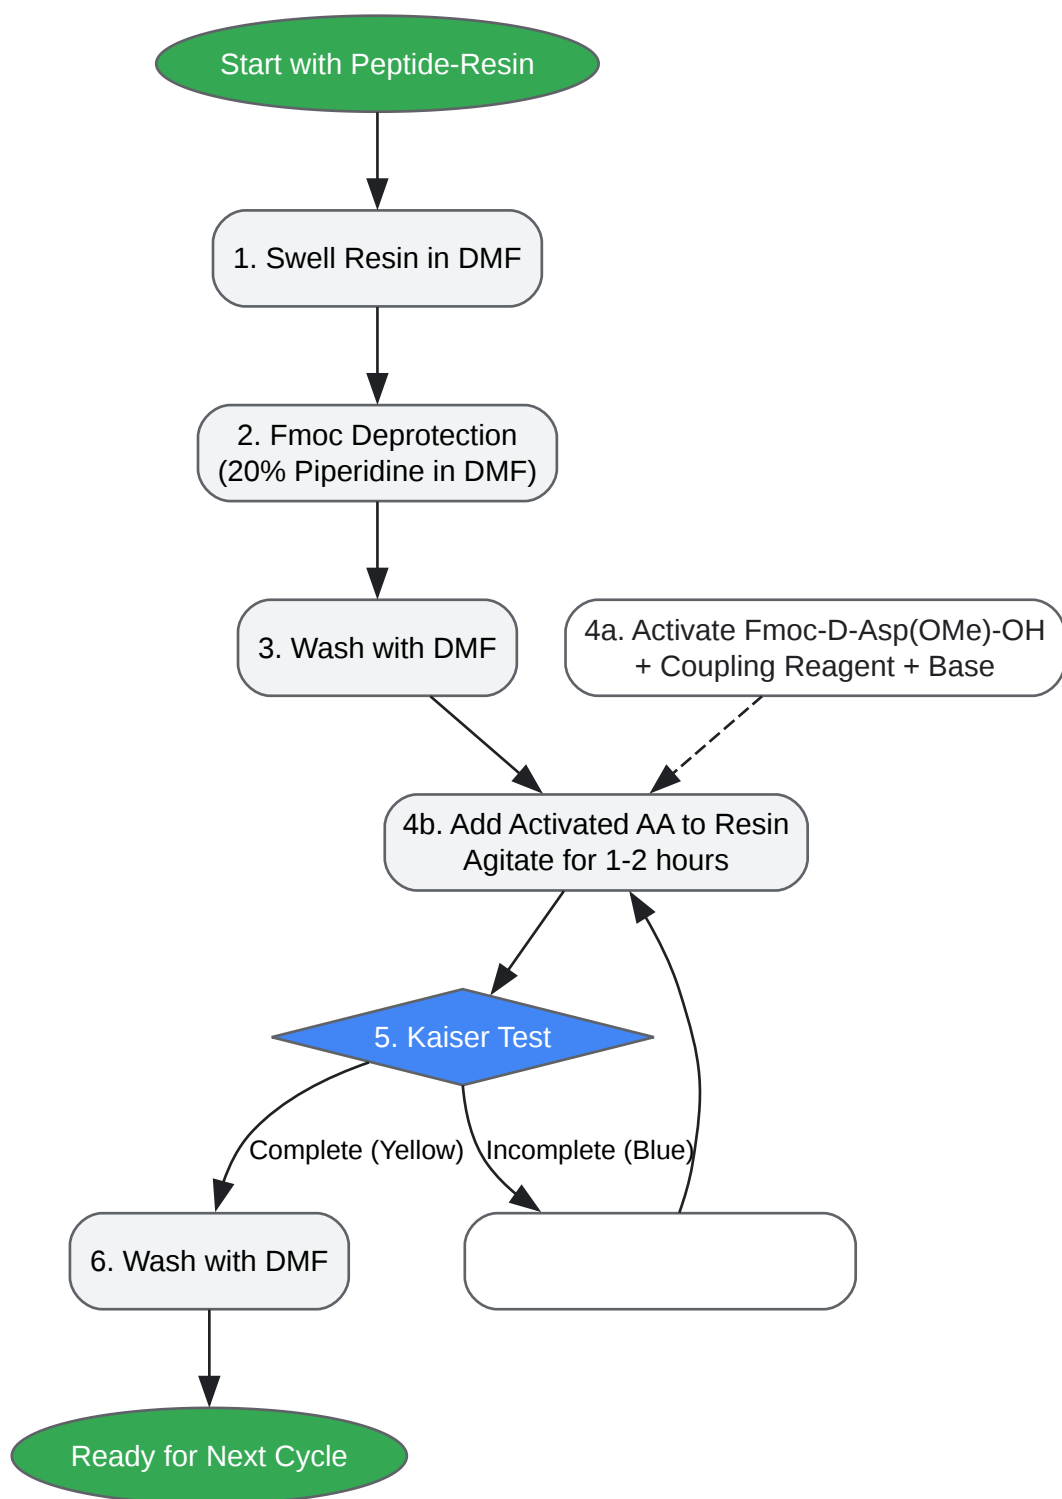 Start with Peptide-Resin
1. Swell Resin in DMF
2. Fmoc Deprotection
(20% Piperidine in DMF)
3. Wash with DMF
4a. Activate Fmoc-D-Asp(OMe)-OH
+ Coupling Reagent + Base
4b. Add Activated AA to Resin
Agitate for 1-2 hours
5. Kaiser Test
Complete (Yellow)
Incomplete (Blue)
6. Wash with DMF
Ready for Next Cycle